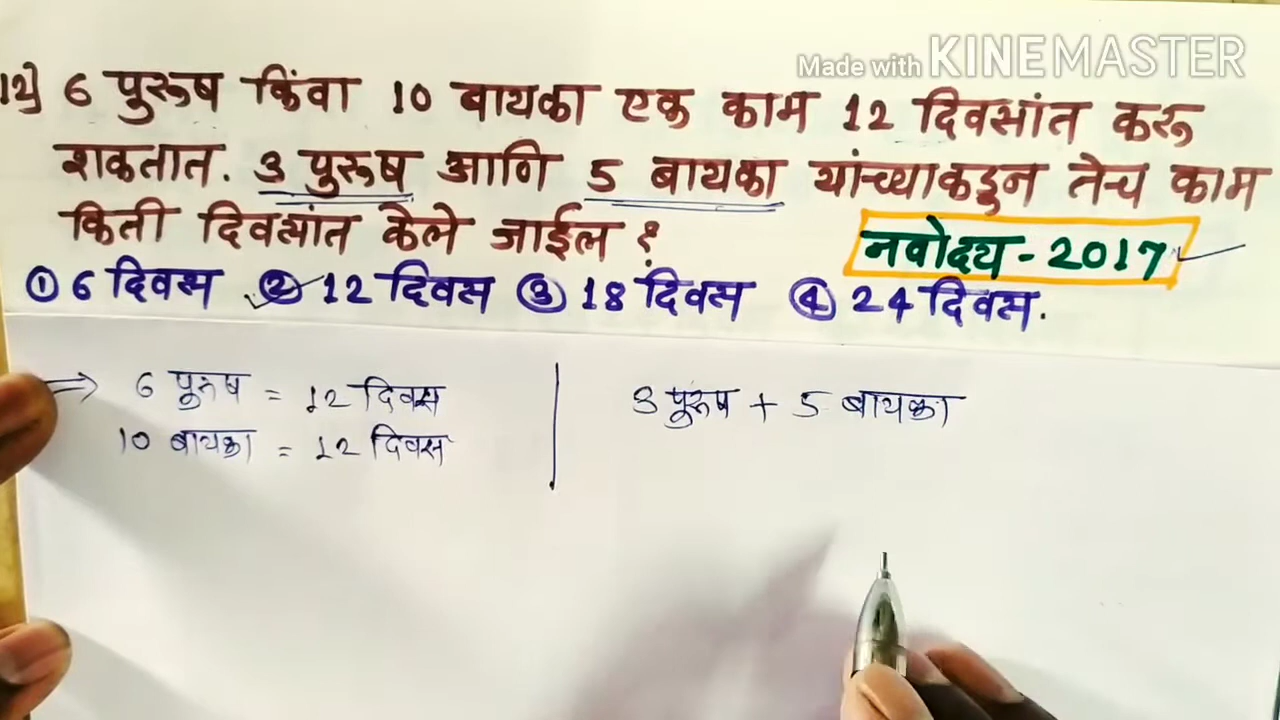 Made with KINEMASTER
12) 6 पुरूष किंवा 10 बायका एक काम 12 दिवसांत करू
शकतात. 3 पुरूष आणि 5 बायका यांच्याकडुन तेच काम
किती दिवसांत केले जाईल ?
नवोदय - 2017
① 6 दिवस ② 12 दिवस ③ 18 दिवस ④ 24 दिवस.
⇒ 6 पुरुष = 12 दिवस
10 बायका = 12 दिवस
3 पुरुष + 5 बायका